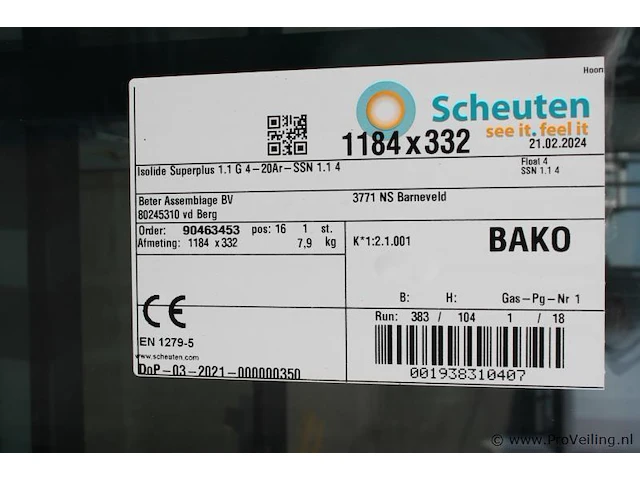 Hoorn
Scheuten
see it. feel it
1184 x 332
21.02.2024
Isolide Superplus 1.1 G 4-20Ar-SSN 1.1 4
Float 4
SSN 1.1 4
Beter Assemblage BV
3771 NS Barneveld
80245310 vd Berg
Order: 90463453 pos: 16 1 st.
Afmeting: 1184 x 332 7,9 kg
K*1:2.1.001
BAKO
B: H: Gas-Pg-Nr 1
Run: 383 / 104 1 / 18
CE
EN 1279-5
www.scheuten.com
DoP-03-2021-000000350
001938310407
© www.ProVeiling.nl